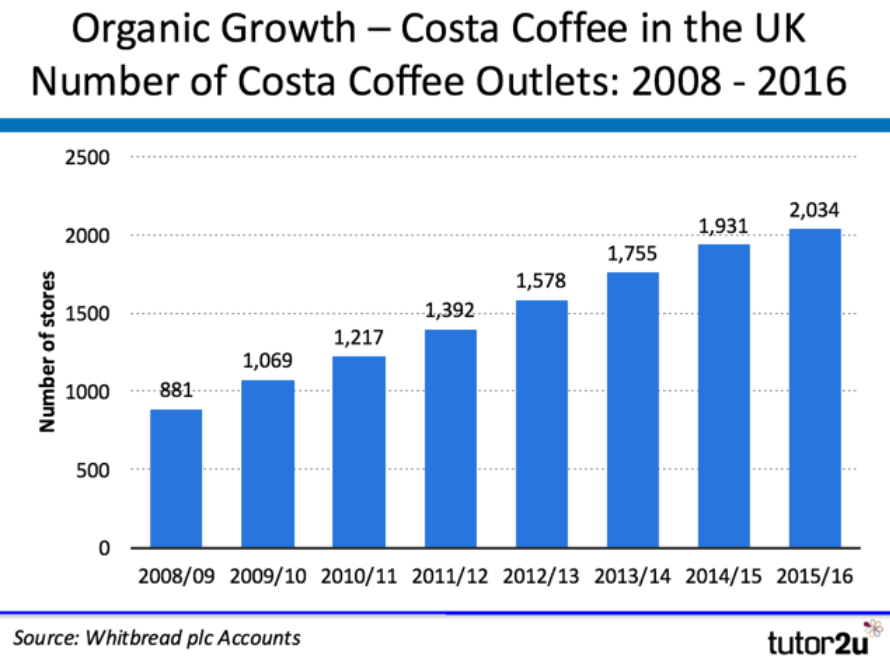 Organic Growth – Costa Coffee in the UK
Number of Costa Coffee Outlets: 2008 - 2016
Number of stores
2500
2000
1500
1000
500
0
881
1,069
1,217
1,392
1,578
1,755
1,931
2,034
2008/09 2009/10 2010/11 2011/12 2012/13 2013/14 2014/15 2015/16
Source: Whitbread plc Accounts
tutor2u